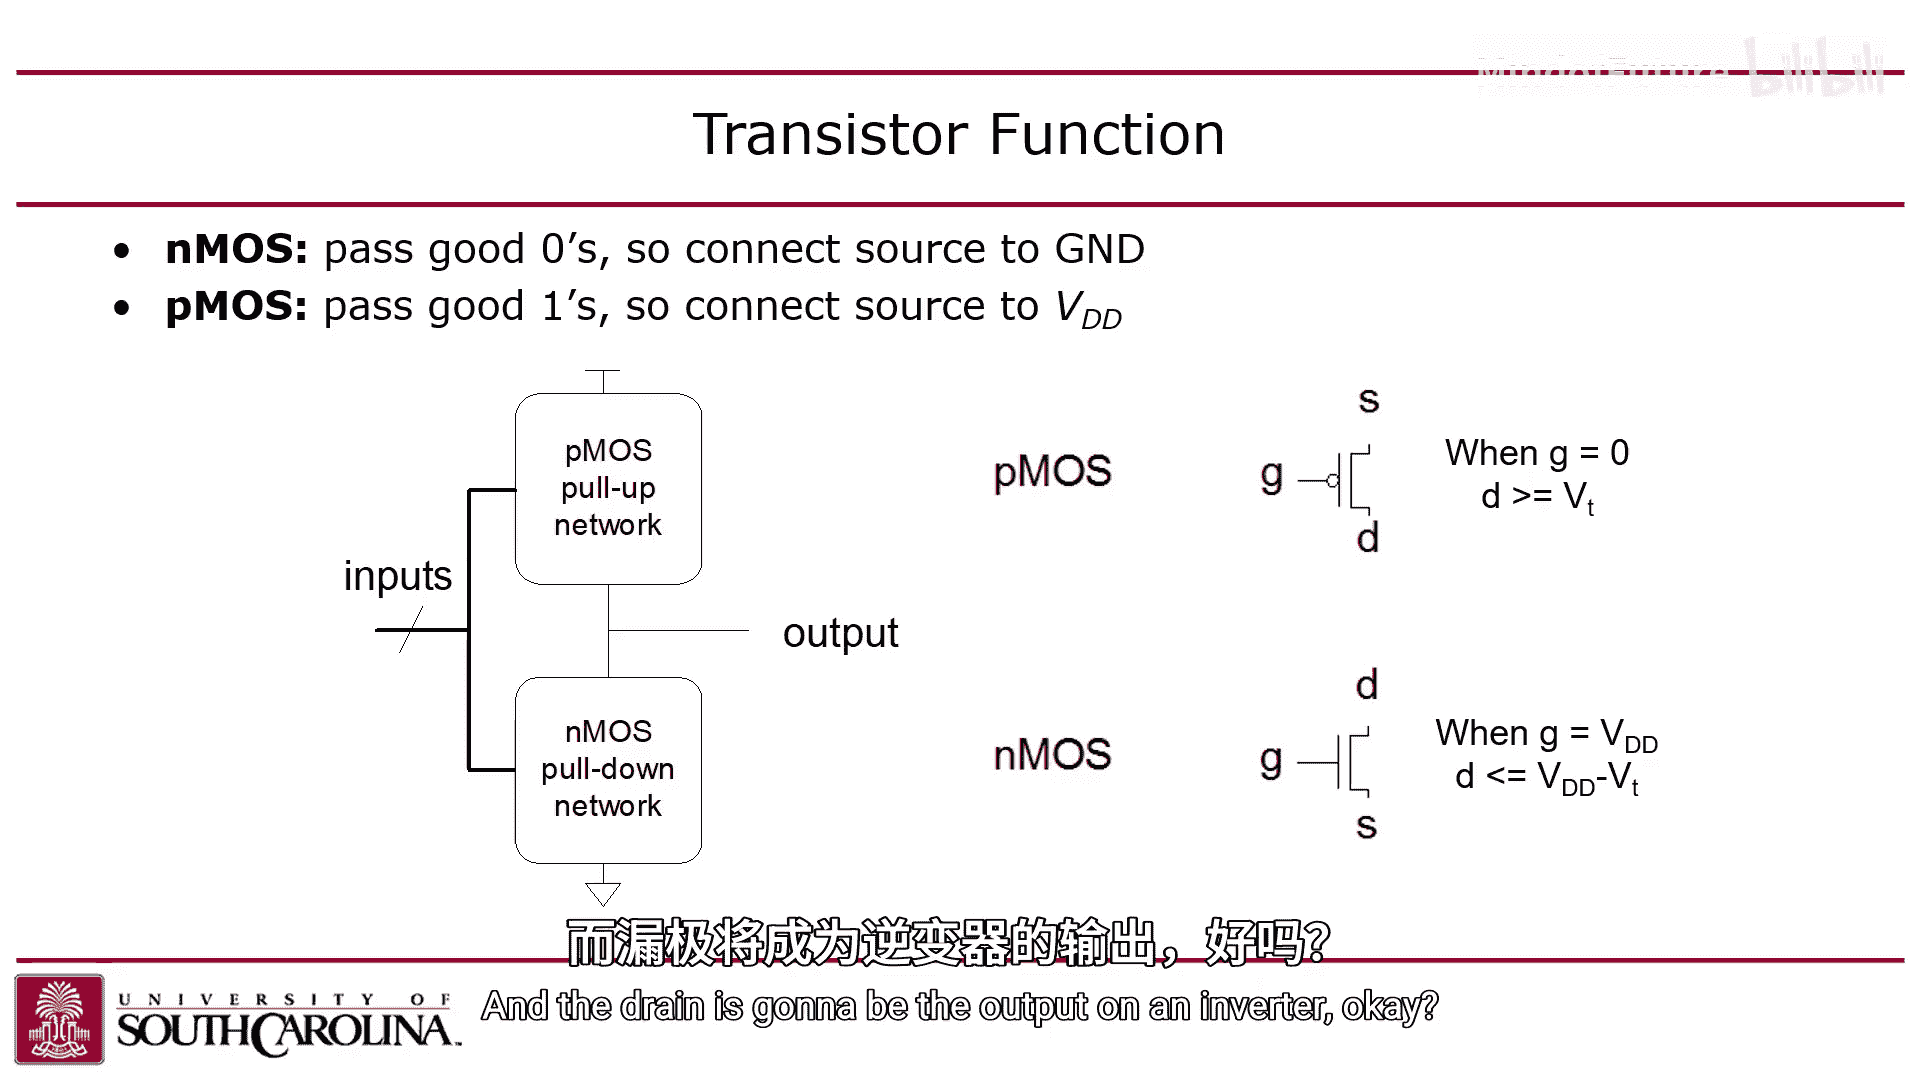 bilibili
Transistor Function
• nMOS: pass good 0’s, so connect source to GND
• pMOS: pass good 1’s, so connect source to VDD
pMOS
pull-up
network
inputs
output
nMOS
pull-down
network
pMOS
s
g
d
When g = 0
d >= Vt
nMOS
d
g
s
When g = VDD
d <= VDD-Vt
而漏极将成为逆变器的输出，好吗？
And the drain is gonna be the output on an inverter, okay?
UNIVERSITY OF
SOUTH CAROLINA